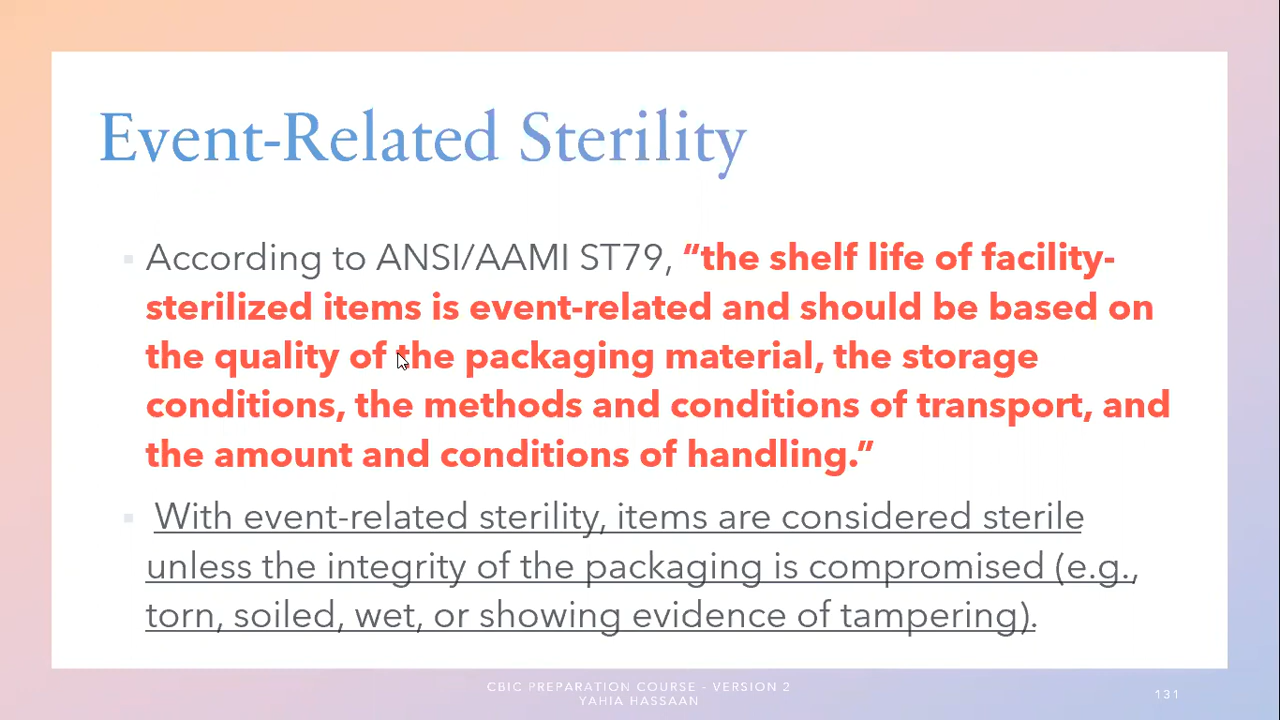 Event-Related Sterility
According to ANSI/AAMI ST79, “the shelf life of facility-
sterilized items is event-related and should be based on
the quality of the packaging material, the storage
conditions, the methods and conditions of transport, and
the amount and conditions of handling.”
With event-related sterility, items are considered sterile
unless the integrity of the packaging is compromised (e.g.,
torn, soiled, wet, or showing evidence of tampering).
CBIC PREPARATION COURSE - VERSION 2
YAHIA HASSAAN
131